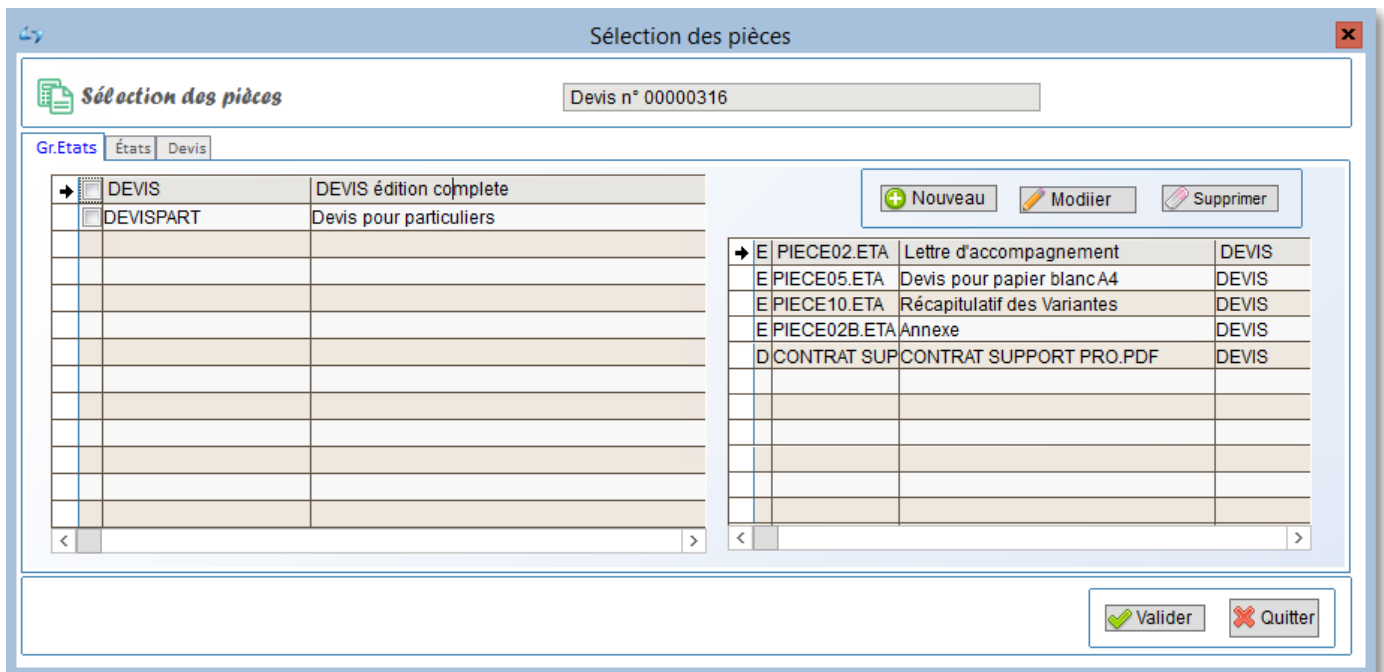 Sélection des pièces
Sélection des pièces
Devis n° 00000316
Gr.Etats États Devis
DEVIS DEVIS édition complete
DEVISPART Devis pour particuliers
Nouveau Modiier Supprimer
E PIECE02.ETA Lettre d'accompagnement DEVIS
E PIECE05.ETA Devis pour papier blanc A4 DEVIS
E PIECE10.ETA Récapitulatif des Variantes DEVIS
E PIECE02B.ETA Annexe DEVIS
D CONTRAT SUP CONTRAT SUPPORT PRO.PDF DEVIS
Valider Quitter